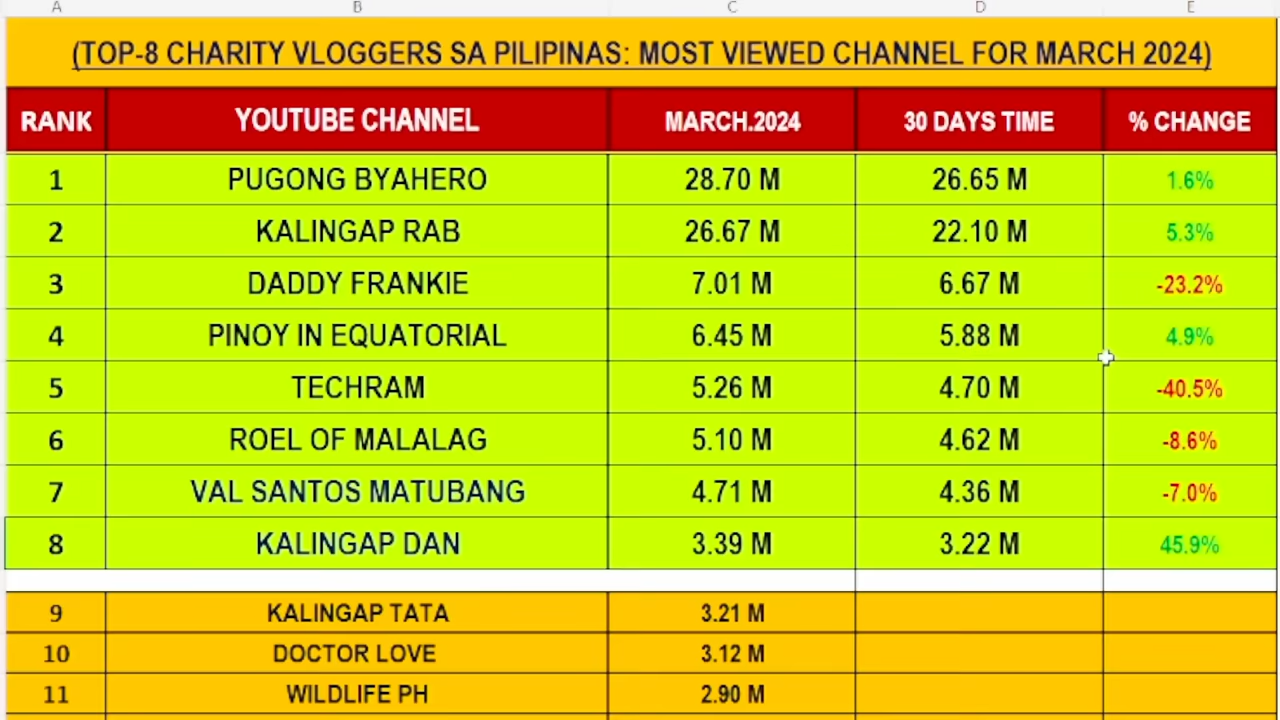 A B C D E
(TOP-8 CHARITY VLOGGERS SA PILIPINAS: MOST VIEWED CHANNEL FOR MARCH 2024)
RANK YOUTUBE CHANNEL MARCH.2024 30 DAYS TIME % CHANGE
1 PUGONG BYAHERO 28.70 M 26.65 M 1.6%
2 KALINGAP RAB 26.67 M 22.10 M 5.3%
3 DADDY FRANKIE 7.01 M 6.67 M -23.2%
4 PINOY IN EQUATORIAL 6.45 M 5.88 M 4.9%
5 TECHRAM 5.26 M 4.70 M -40.5%
6 ROEL OF MALALAG 5.10 M 4.62 M -8.6%
7 VAL SANTOS MATUBANG 4.71 M 4.36 M -7.0%
8 KALINGAP DAN 3.39 M 3.22 M 45.9%
9 KALINGAP TATA 3.21 M
10 DOCTOR LOVE 3.12 M
11 WILDLIFE PH 2.90 M